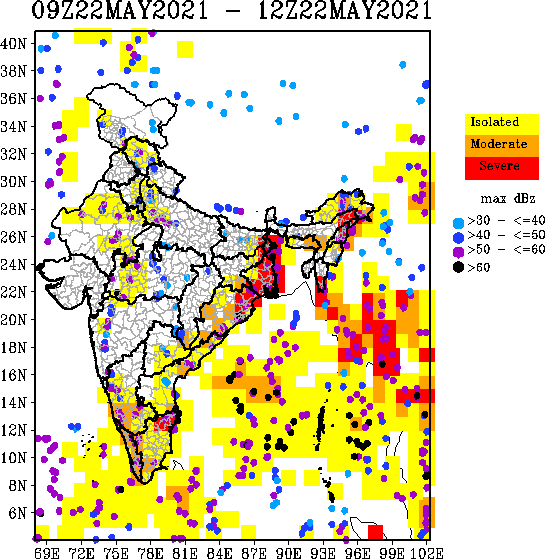 09Z22MAY2021 - 12Z22MAY2021
40N
38N
36N
34N
32N
30N
28N
26N
24N
22N
20N
18N
16N
14N
12N
10N
8N
6N
69E 72E 75E 78E 81E 84E 87E 90E 93E 96E 99E 102E
Isolated
Moderate
Severe
max dBz
>30 - <=40
>40 - <=50
>50 - <=60
>60